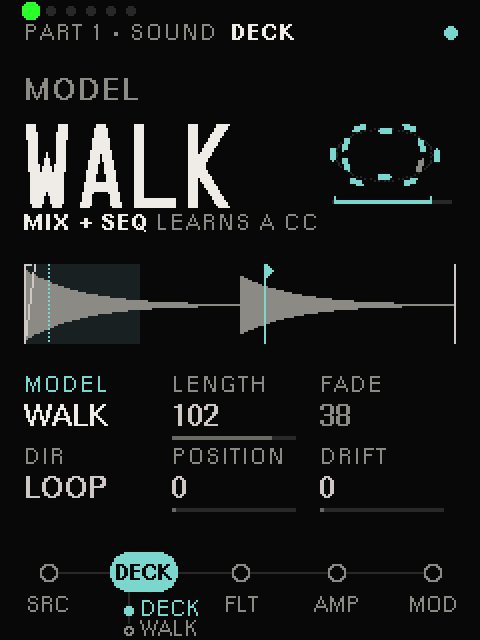 PART 1 · SOUND DECK
MODEL
WALK
MIX + SEQ LEARNS A CC
MODEL LENGTH FADE
WALK 102 38
DIR POSITION DRIFT
LOOP 0 0
DECK
SRC DECK FLT AMP MOD
WALK